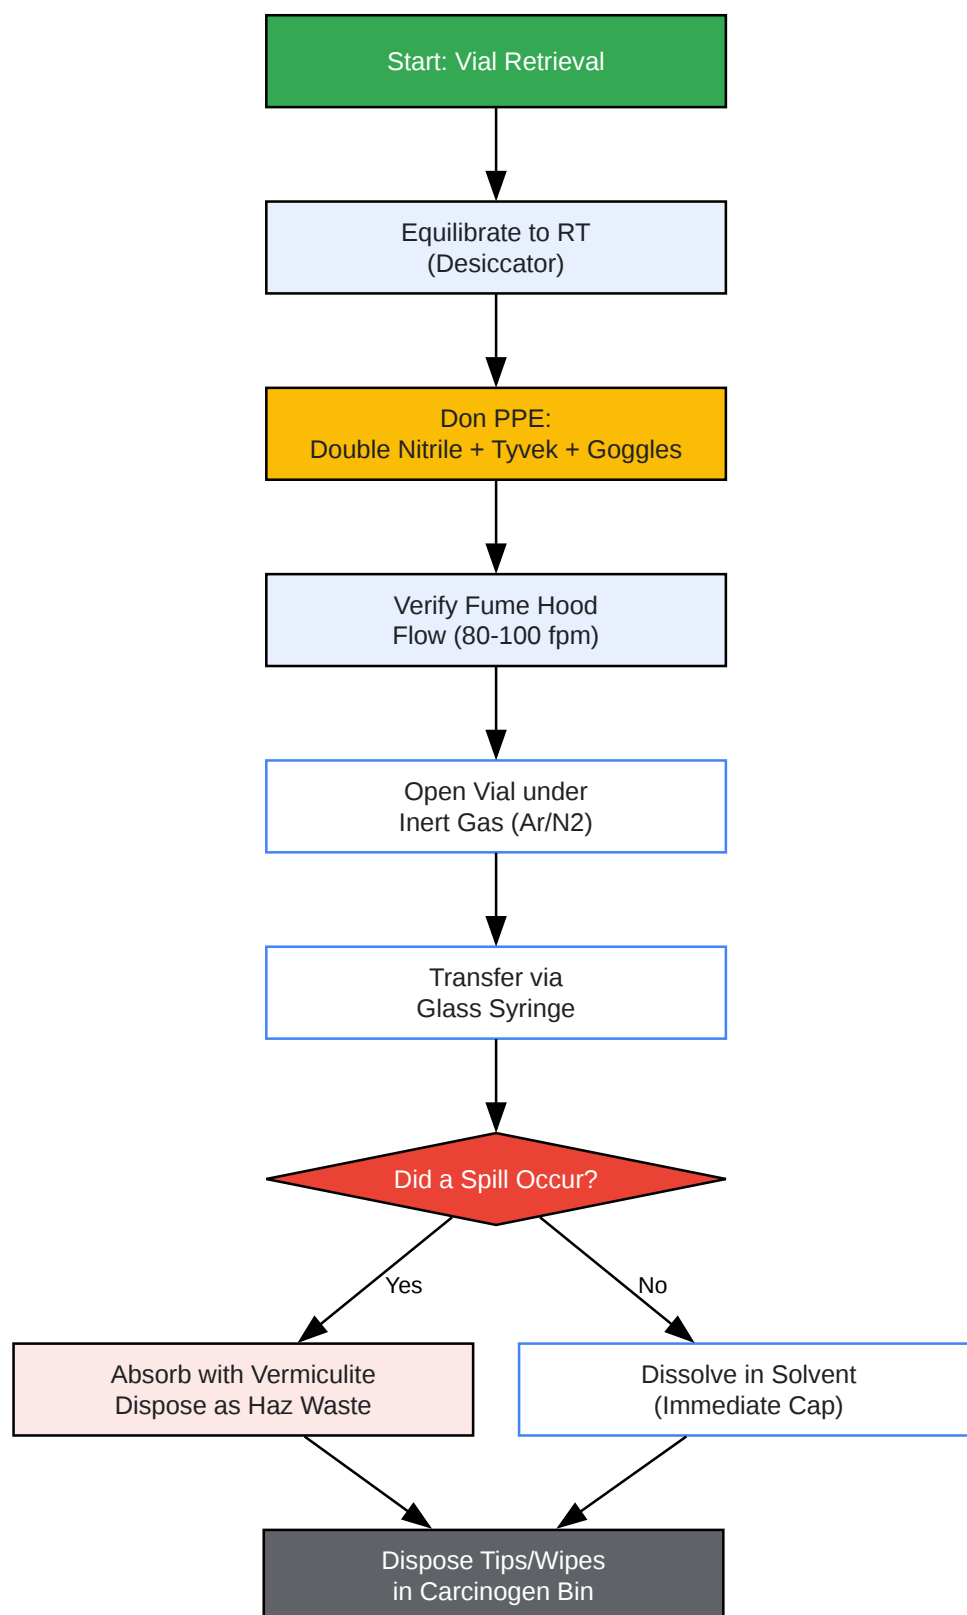 Start: Vial Retrieval
Equilibrate to RT
(Desiccator)
Don PPE:
Double Nitrile + Tyvek + Goggles
Verify Fume Hood
Flow (80-100 fpm)
Open Vial under
Inert Gas (Ar/N2)
Transfer via
Glass Syringe
Did a Spill Occur?
Yes
No
Absorb with Vermiculite
Dispose as Haz Waste
Dissolve in Solvent
(Immediate Cap)
Dispose Tips/Wipes
in Carcinogen Bin